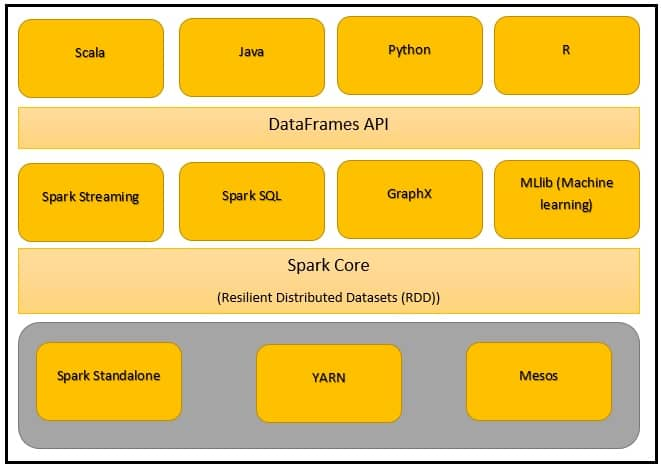 Scala
Java
Python
R
DataFrames API
Spark Streaming
Spark SQL
GraphX
MLlib (Machine
learning)
Spark Core
(Resilient Distributed Datasets (RDD))
Spark Standalone
YARN
Mesos